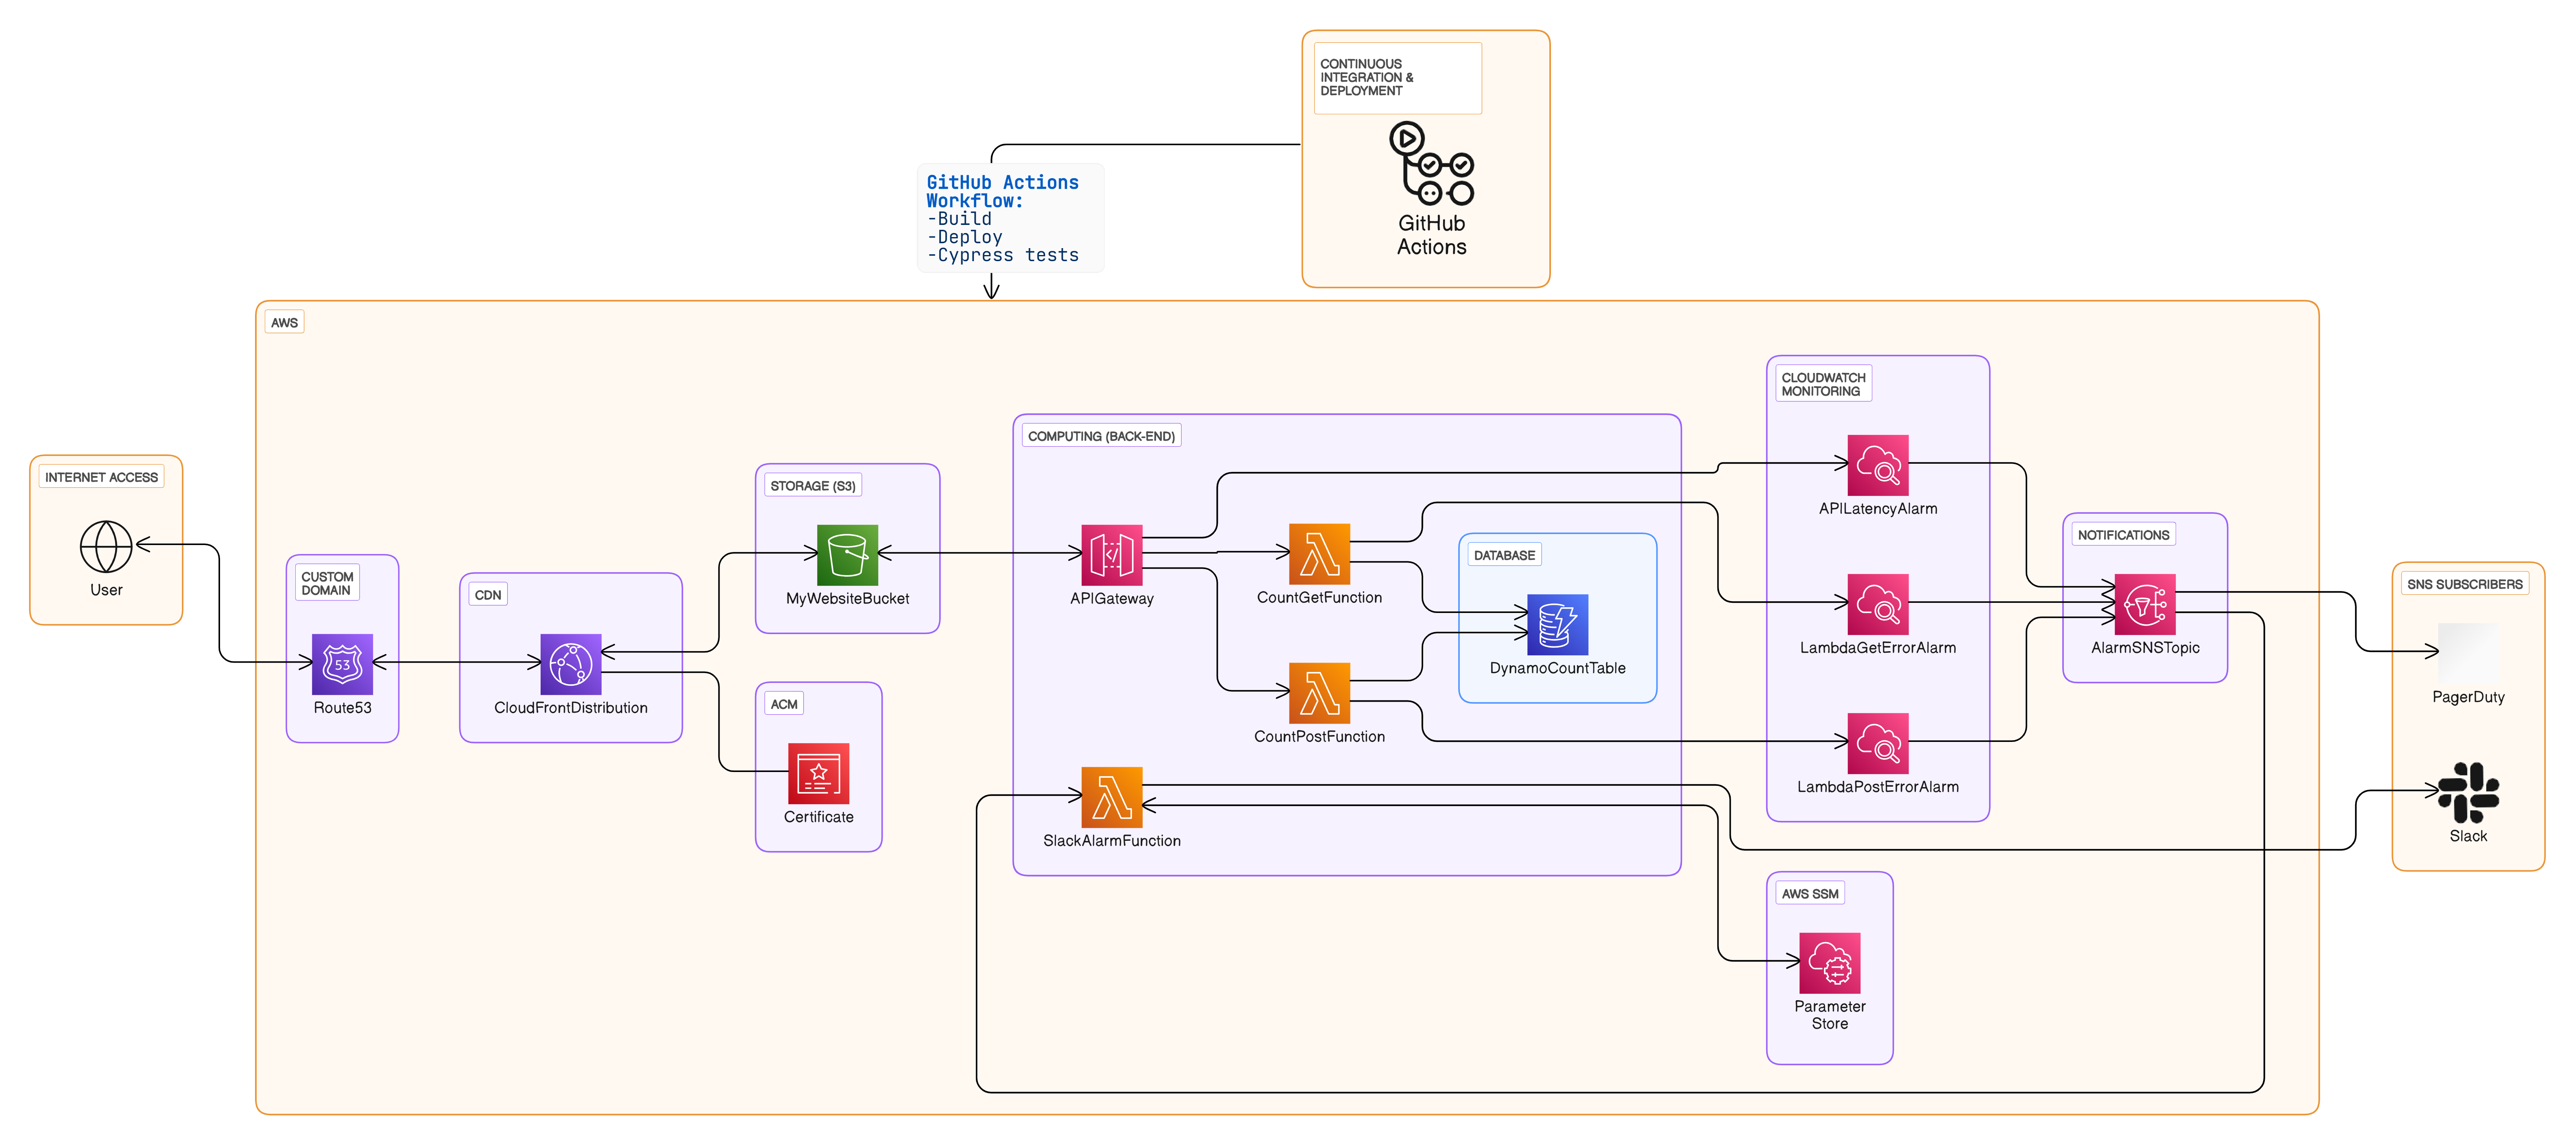 CONTINUOUS
INTEGRATION &
DEPLOYMENT
GitHub
Actions
GitHub Actions
Workflow:
-Build
-Deploy
-Cypress tests
AWS
INTERNET ACCESS
User
CUSTOM
DOMAIN
53
Route53
CDN
CloudFrontDistribution
STORAGE (S3)
MyWebsiteBucket
ACM
Certificate
COMPUTING (BACK-END)
APIGateway
CountGetFunction
CountPostFunction
SlackAlarmFunction
DATABASE
DynamoCountTable
CLOUDWATCH
MONITORING
APILatencyAlarm
LambdaGetErrorAlarm
LambdaPostErrorAlarm
AWS SSM
Parameter
Store
NOTIFICATIONS
AlarmSNSTopic
SNS SUBSCRIBERS
PagerDuty
Slack